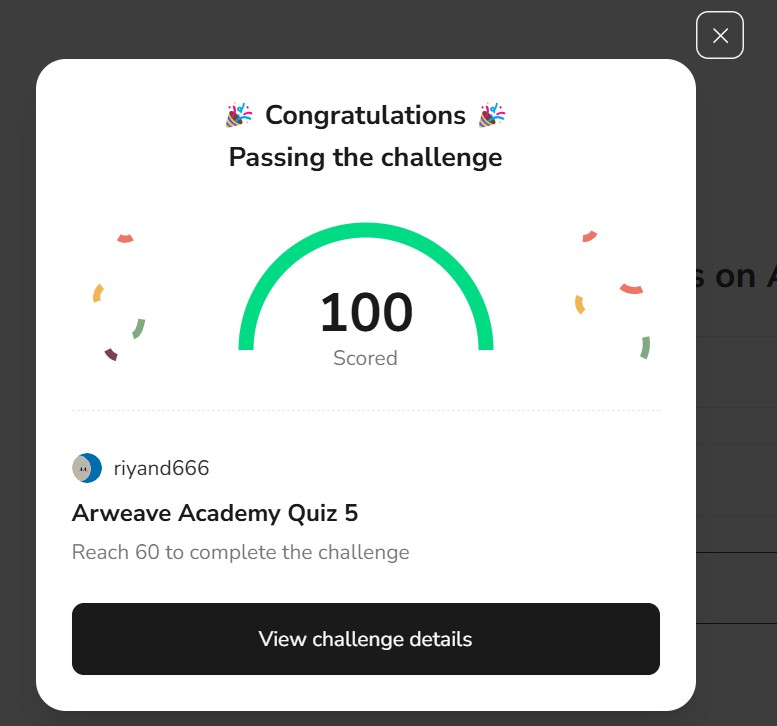 🎉 Congratulations 🎉
Passing the challenge
100
Scored
s on A
riyand666
Arweave Academy Quiz 5
Reach 60 to complete the challenge
View challenge details